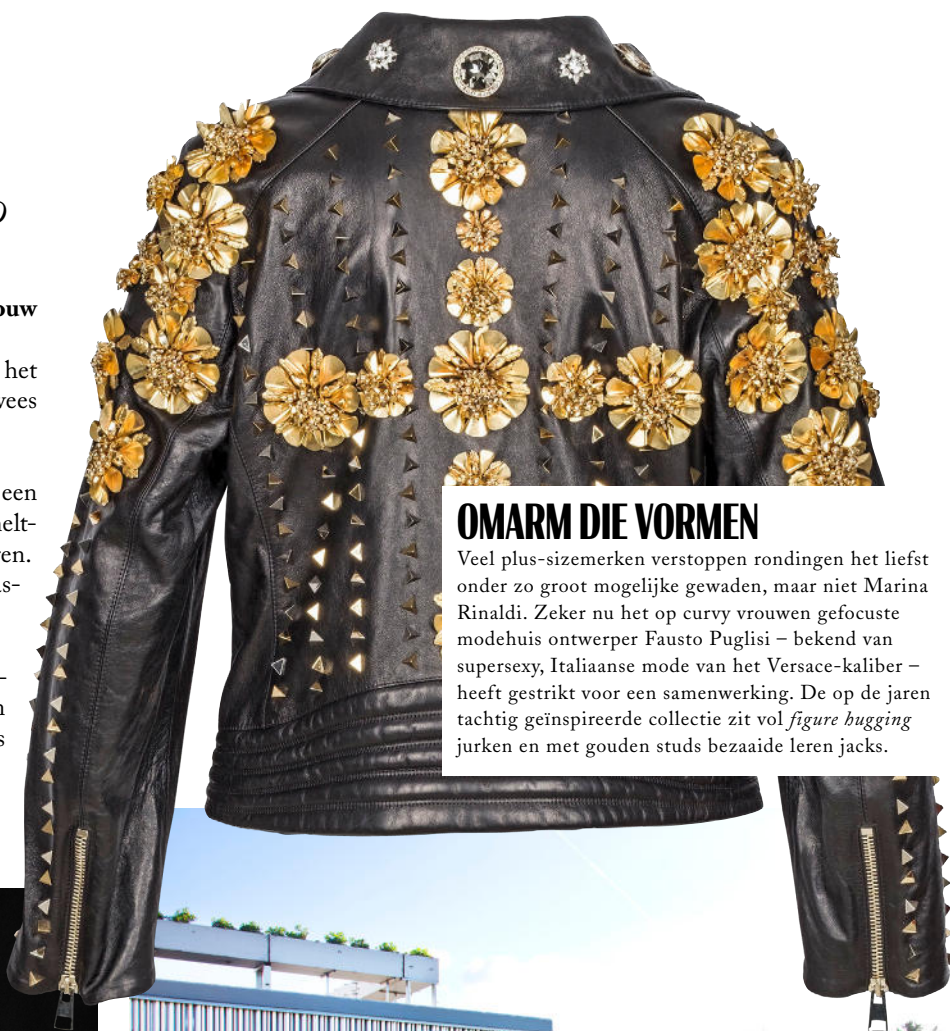 ouw
het
vees
een
nelt-
en.
s-
–
n
s
OMARM DIE VORMEN
Veel plus-sizemerken verstoppen rondingen het liefst
onder zo groot mogelijke gewaden, maar niet Marina
Rinaldi. Zeker nu het op curvy vrouwen gefocuste
modehuis ontwerper Fausto Puglisi – bekend van
supersexy, Italiaanse mode van het Versace-kaliber –
heeft gestrikt voor een samenwerking. De op de jaren
tachtig geïnspireerde collectie zit vol figure hugging
jurken en met gouden studs bezaaide leren jacks.